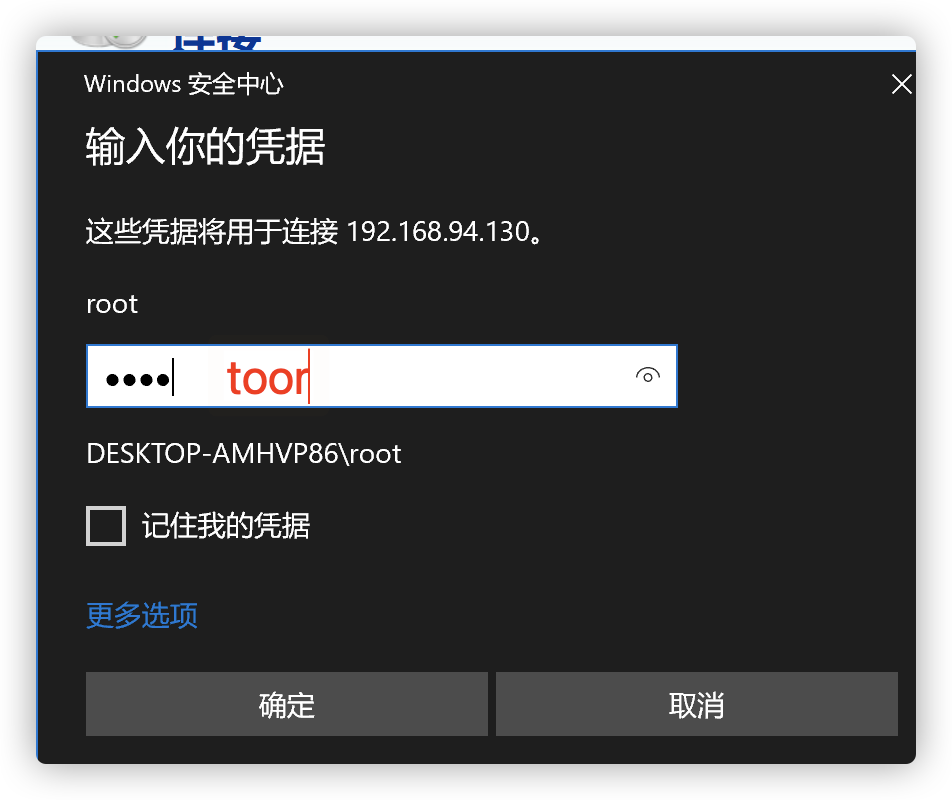 连接
Windows 安全中心
输入你的凭据
这些凭据将用于连接 192.168.94.130。
root
•••• toor
DESKTOP-AMHVP86\root
记住我的凭据
更多选项
确定
取消